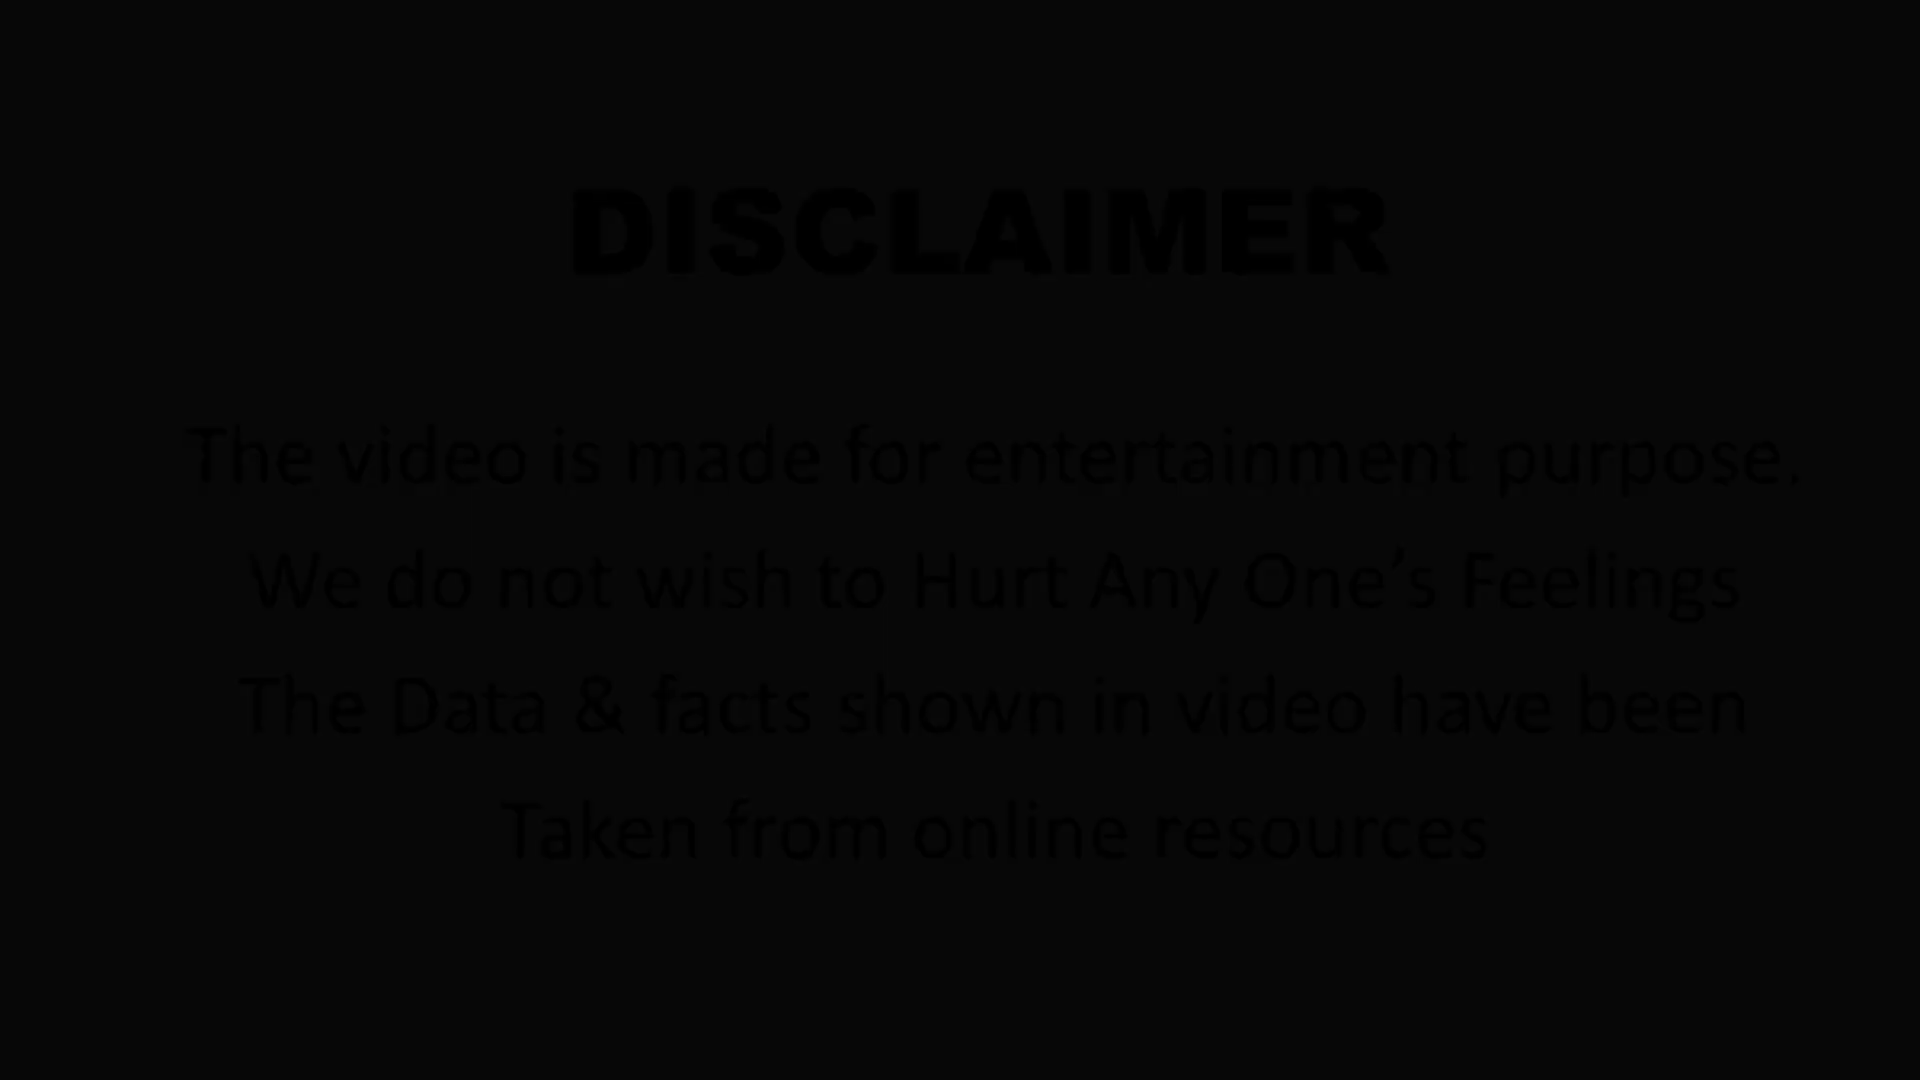 DISCLAIMER
The video is made for entertainment purpose.
We do not wish to Hurt Any One’s Feelings
The Data & facts shown in video have been
Taken from online resources